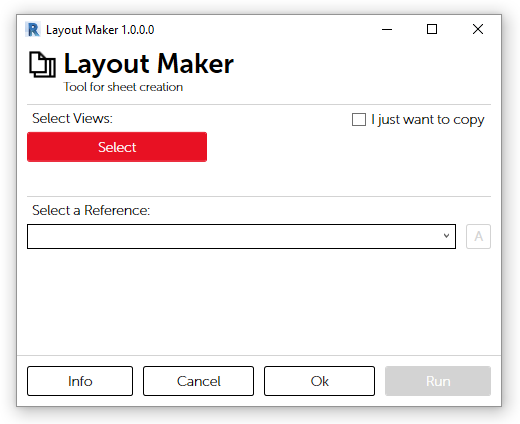 Layout Maker 1.0.0.0
Layout Maker
Tool for sheet creation
Select Views:
I just want to copy
Select
Select a Reference:
A
Info Cancel Ok Run